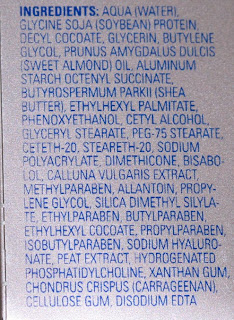 INGREDIENTS: AQUA (WATER),
GLYCINE SOJA (SOYBEAN) PROTEIN,
DECYL COCOATE, GLYCERIN, BUTYLENE
GLYCOL, PRUNUS AMYGDALUS DULCIS
(SWEET ALMOND) OIL, ALUMINUM
STARCH OCTENYL SUCCINATE,
BUTYROSPERMUM PARKII (SHEA
BUTTER), ETHYLHEXYL PALMITATE,
PHENOXYETHANOL, CETYL ALCOHOL,
GLYCERYL STEARATE, PEG-75 STEARATE,
CETETH-20, STEARETH-20, SODIUM
POLYACRYLATE, DIMETHICONE, BISABO-
LOL, CALLUNA VULGARIS EXTRACT,
METHYLPARABEN, ALLANTOIN, PROPY-
LENE GLYCOL, SILICA DIMETHYL SILYLA-
TE, ETHYLPARABEN, BUTYLPARABEN,
ETHYLHEXYL COCOATE, PROPYLPARABEN,
ISOBUTYLPARABEN, SODIUM HYALURO-
NATE, PEAT EXTRACT, HYDROGENATED
PHOSPHATIDYLCHOLINE, XANTHAN GUM,
CHONDRUS CRISPUS (CARRAGEENAN),
CELLULOSE GUM, DISODIUM EDTA